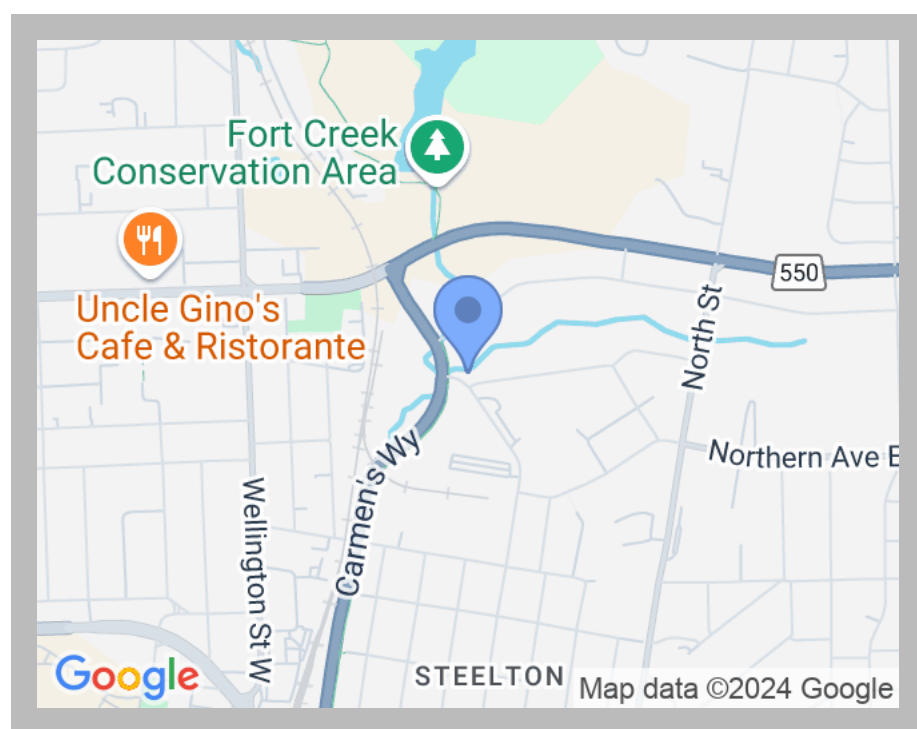 Fort Creek
Conservation Area
550
Uncle Gino's
Cafe & Ristorante
North St
Northern Ave E
Carmen's Wy
Wellington St W
STEELTON
Google
Map data ©2024 Google